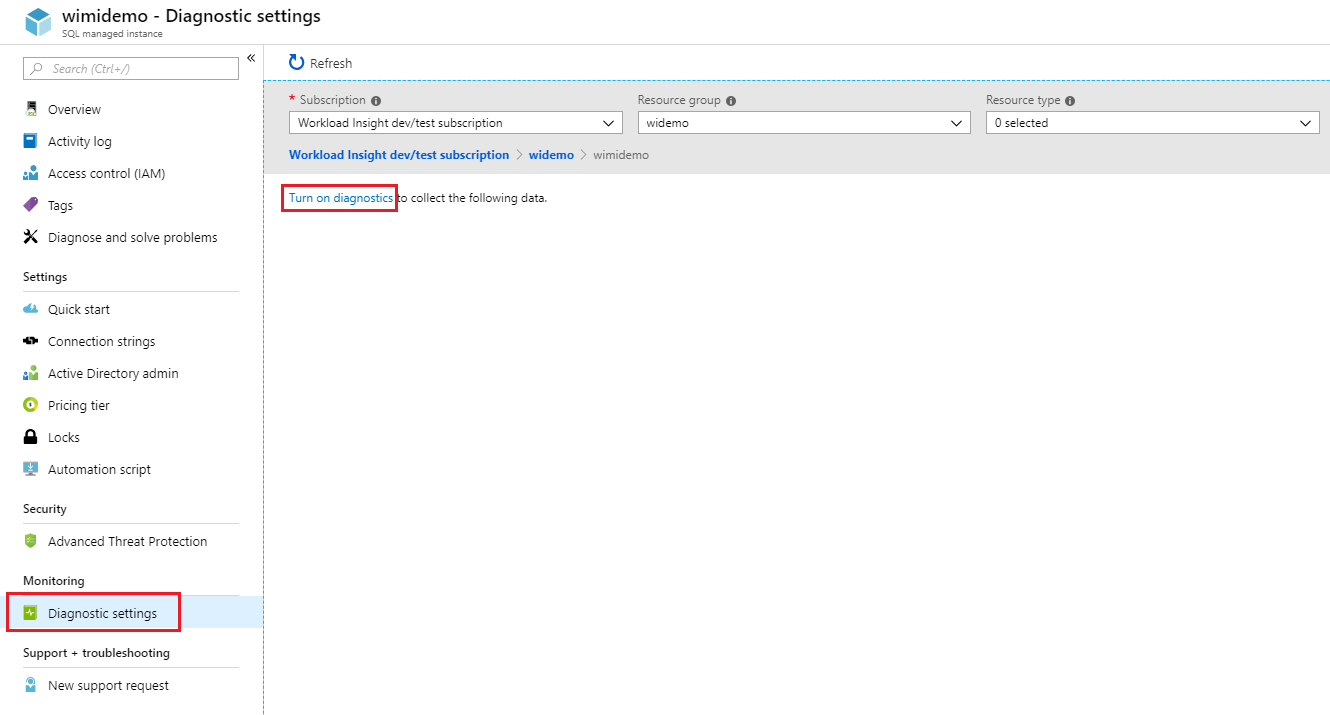 wimidemo - Diagnostic settings
SQL managed instance
Search (Ctrl+/)
«
Overview
Activity log
Access control (IAM)
Tags
Diagnose and solve problems
Settings
Quick start
Connection strings
Active Directory admin
Pricing tier
Locks
Automation script
Security
Advanced Threat Protection
Monitoring
Diagnostic settings
Support + troubleshooting
New support request
Refresh
* Subscription
Workload Insight dev/test subscription
Resource group
widemo
Resource type
0 selected
Workload Insight dev/test subscription > widemo > wimidemo
Turn on diagnostics to collect the following data.